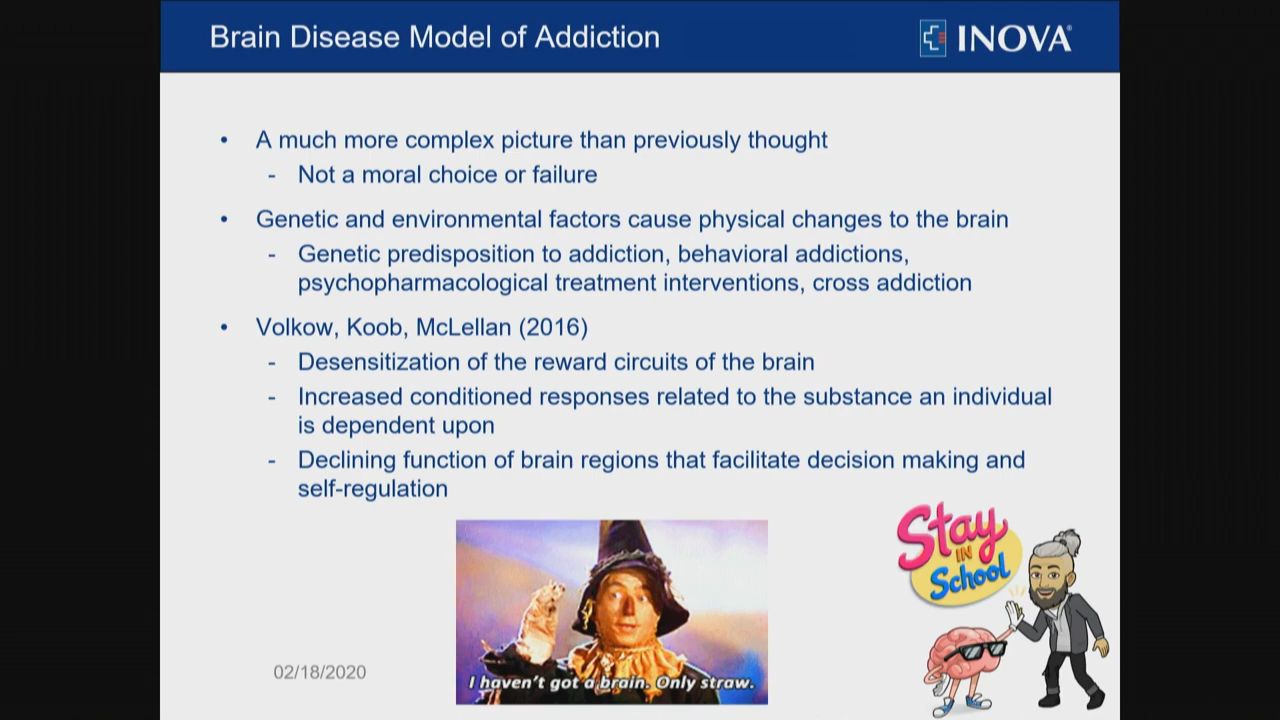 Brain Disease Model of Addiction
INOVA®
• A much more complex picture than previously thought
- Not a moral choice or failure
• Genetic and environmental factors cause physical changes to the brain
- Genetic predisposition to addiction, behavioral addictions,
psychopharmacological treatment interventions, cross addiction
• Volkow, Koob, McLellan (2016)
- Desensitization of the reward circuits of the brain
- Increased conditioned responses related to the substance an individual
is dependent upon
- Declining function of brain regions that facilitate decision making and
self-regulation
Stay
IN
School
02/18/2020
I haven't got a brain. Only straw.